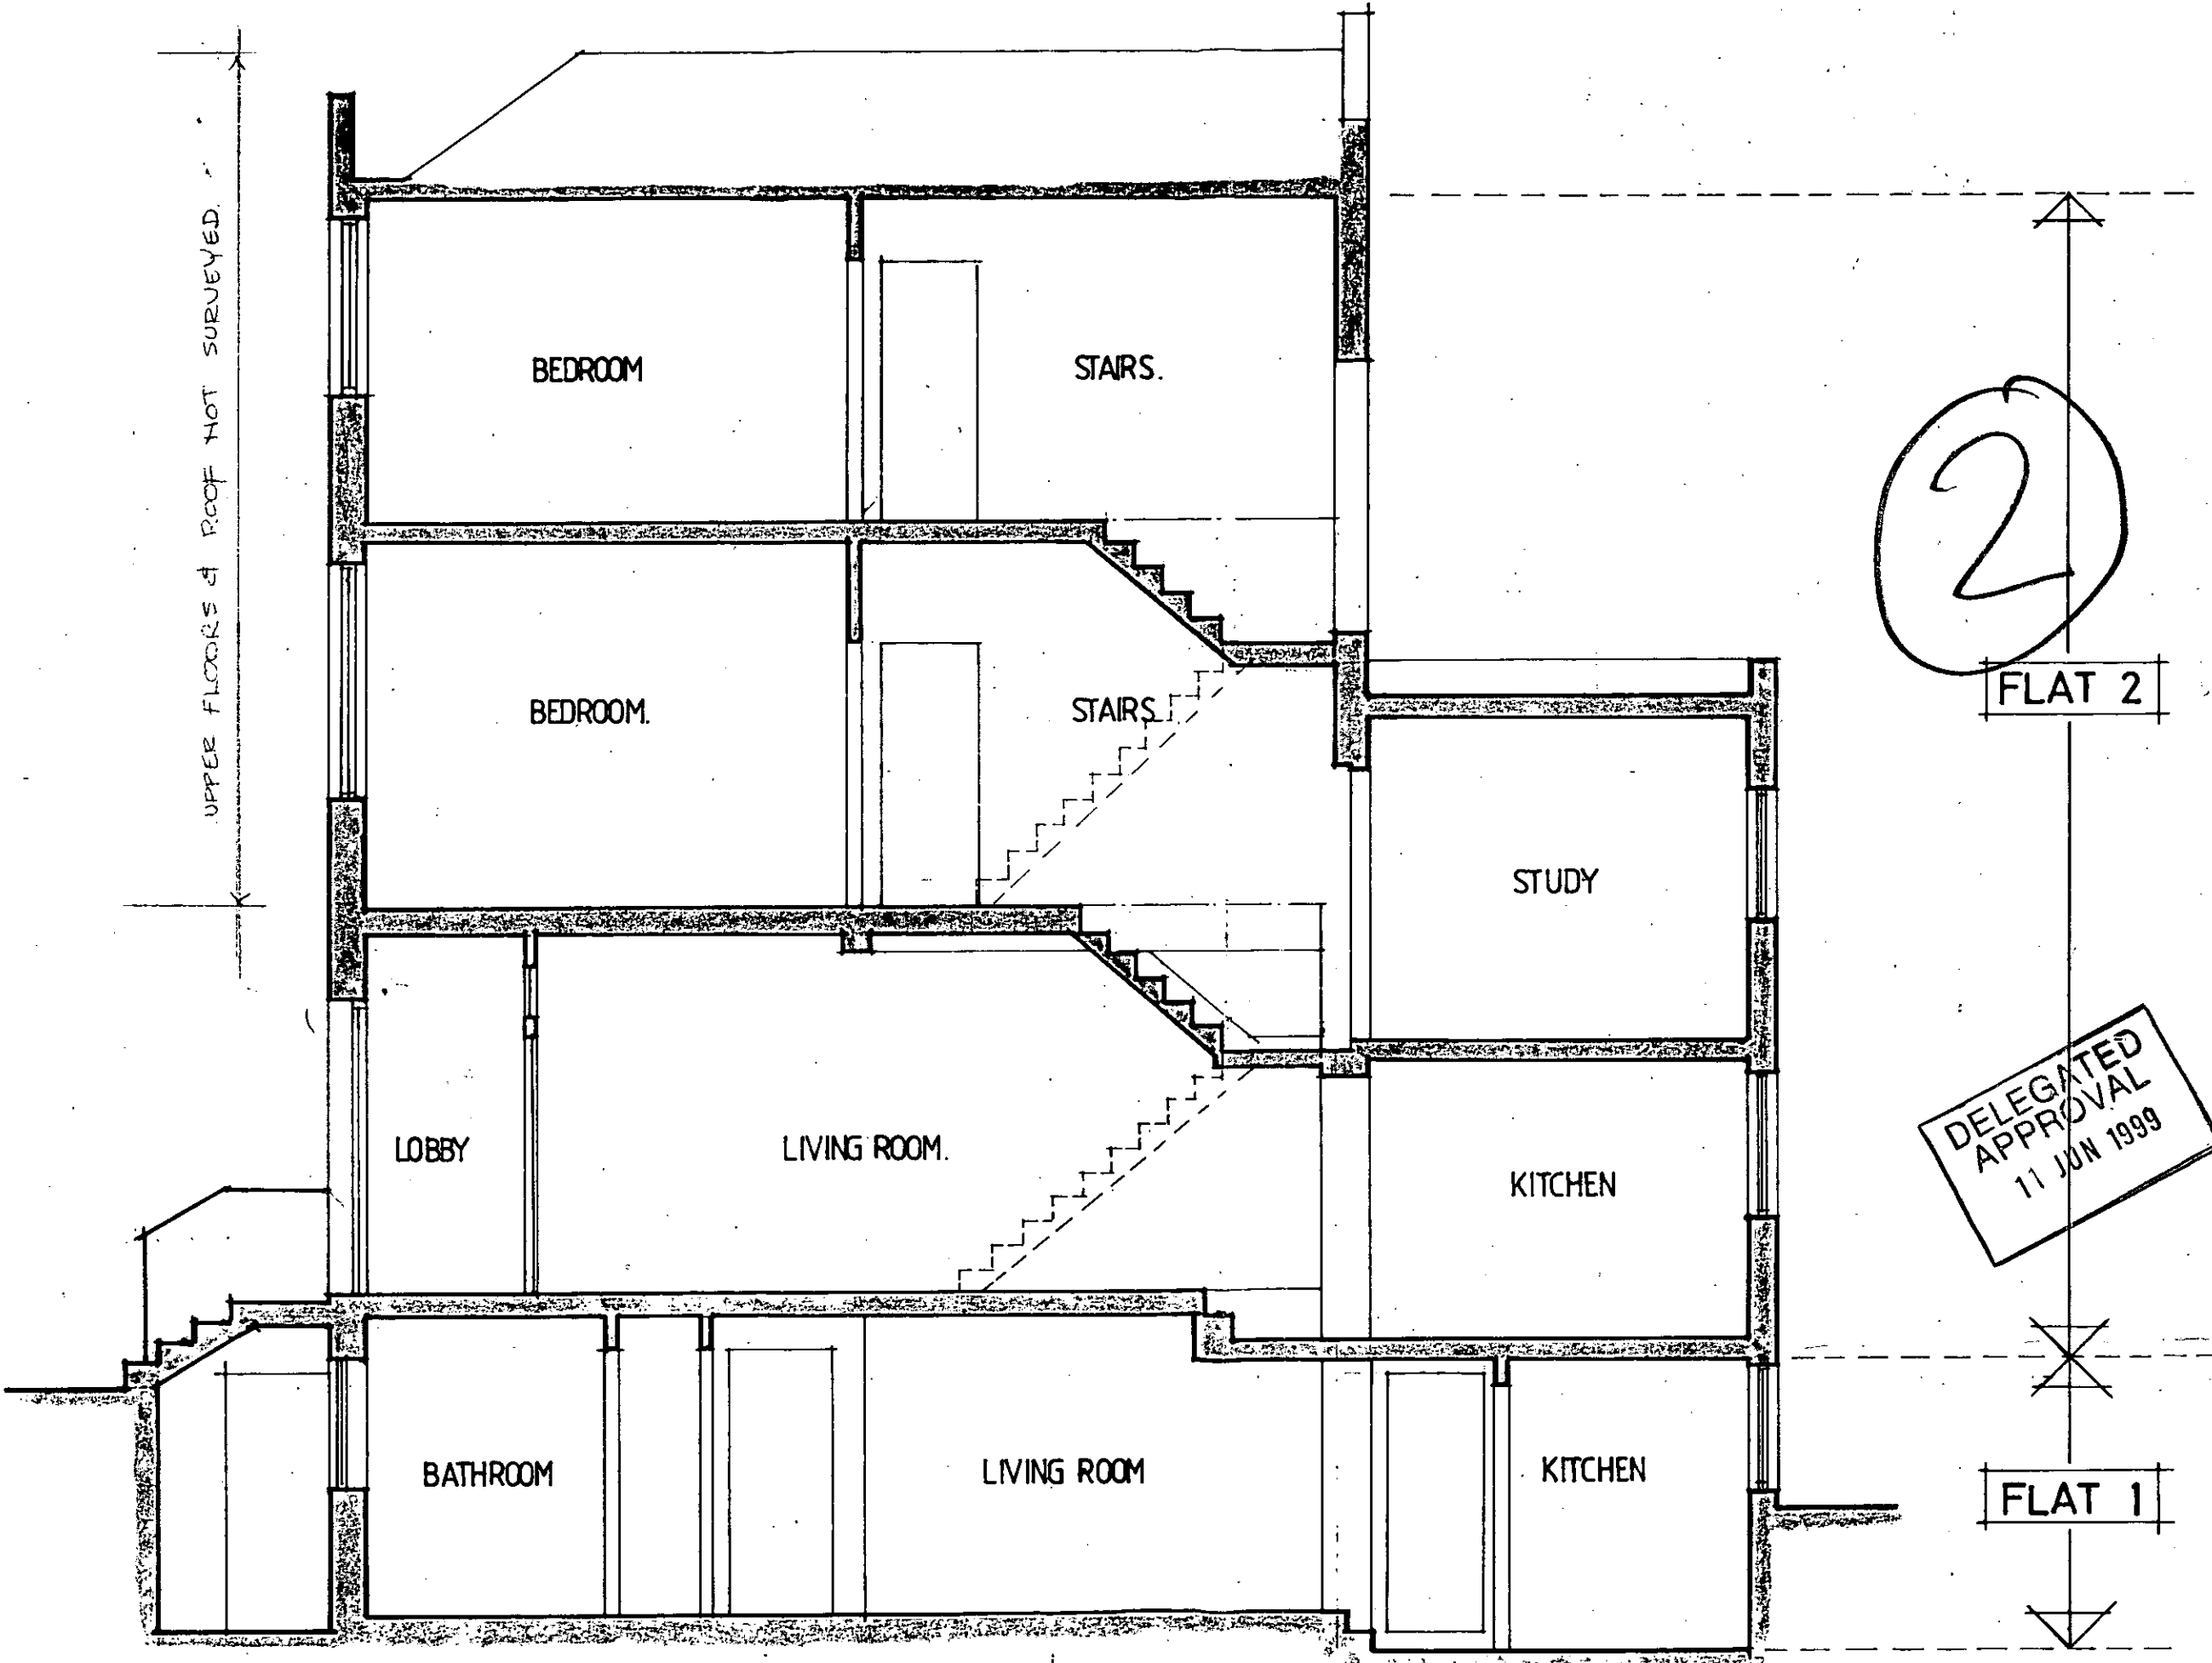 UPPER FLOORS & ROOF NOT SURVEYED.
BEDROOM
STAIRS.
2
BEDROOM.
STAIRS
FLAT 2
STUDY
DELEGATED
APPROVAL
11 JUN 1999
LOBBY
LIVING ROOM.
KITCHEN
BATHROOM
LIVING ROOM
KITCHEN
FLAT 1